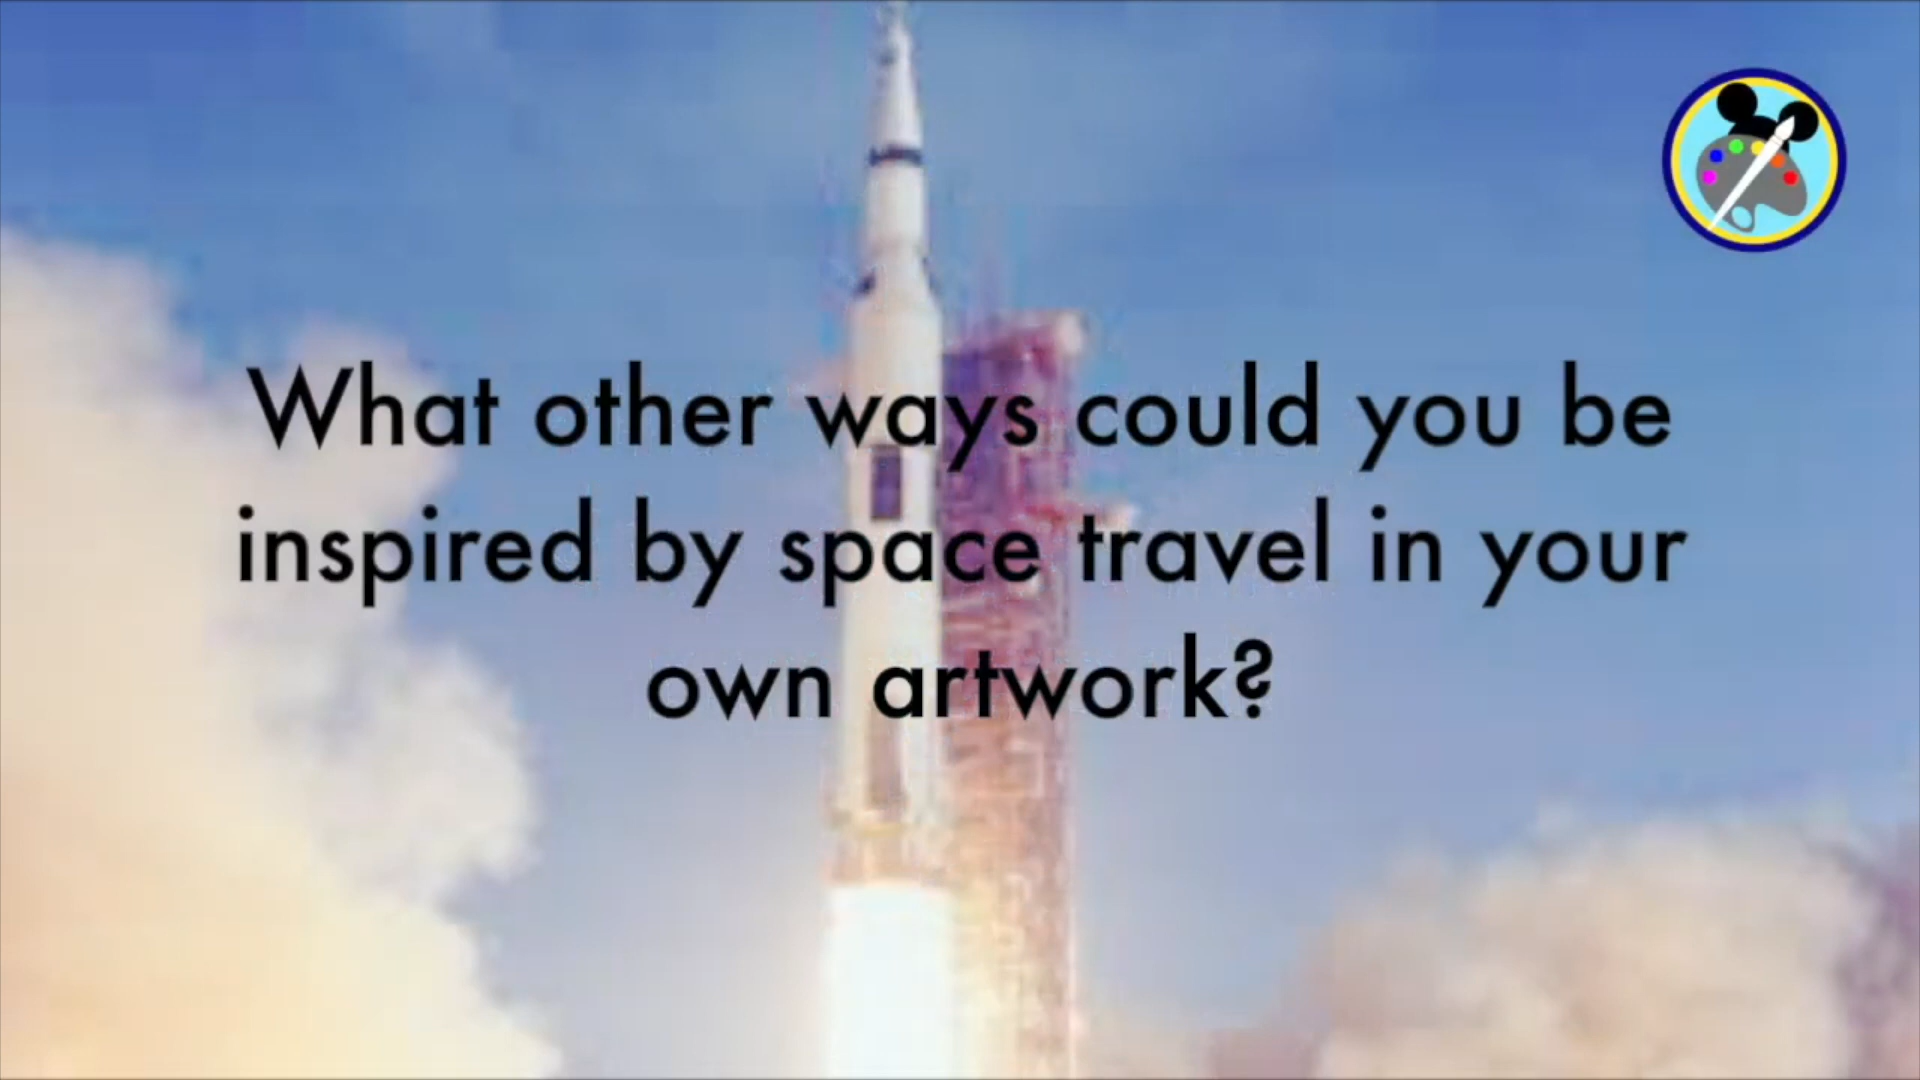 What other ways could you be
inspired by space travel in your
own artwork?